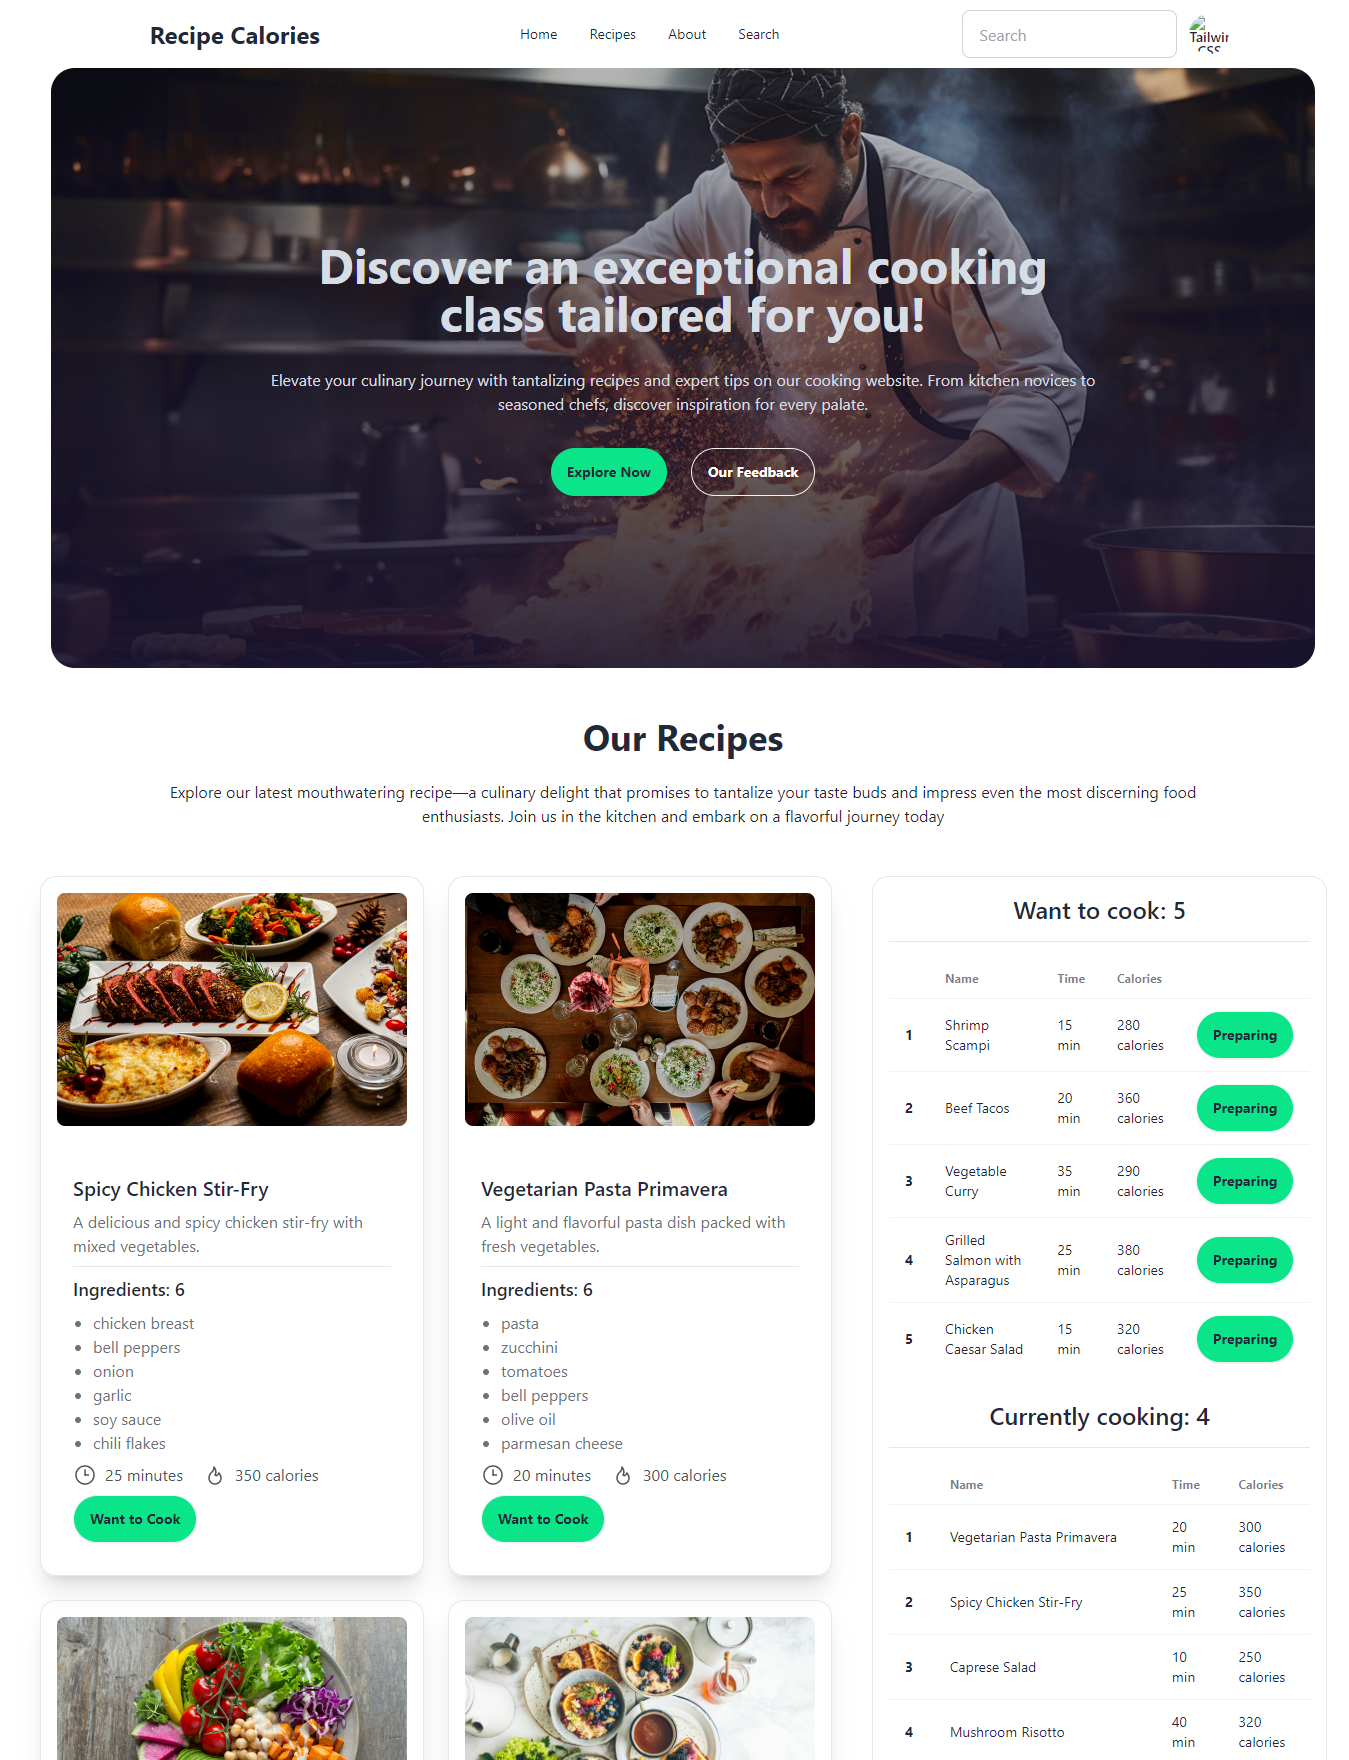 Recipe Calories
Home
Recipes
About
Search
Search
Tailwin
CSS
Discover an exceptional cooking
class tailored for you!
Elevate your culinary journey with tantalizing recipes and expert tips on our cooking website. From kitchen novices to
seasoned chefs, discover inspiration for every palate.
Explore Now
Our Feedback
Our Recipes
Explore our latest mouthwatering recipe—a culinary delight that promises to tantalize your taste buds and impress even the most discerning food
enthusiasts. Join us in the kitchen and embark on a flavorful journey today
Spicy Chicken Stir-Fry
A delicious and spicy chicken stir-fry with
mixed vegetables.
Ingredients: 6
chicken breast
bell peppers
onion
garlic
soy sauce
chili flakes
25 minutes
350 calories
Want to Cook
Vegetarian Pasta Primavera
A light and flavorful pasta dish packed with
fresh vegetables.
Ingredients: 6
pasta
zucchini
tomatoes
bell peppers
olive oil
parmesan cheese
20 minutes
300 calories
Want to Cook
Want to cook: 5
Name Time Calories
1 Shrimp Scampi 15 min 280 calories Preparing
2 Beef Tacos 20 min 360 calories Preparing
3 Vegetable Curry 35 min 290 calories Preparing
4 Grilled Salmon with Asparagus 25 min 380 calories Preparing
5 Chicken Caesar Salad 15 min 320 calories Preparing
Currently cooking: 4
Name Time Calories
1 Vegetarian Pasta Primavera 20 min 300 calories
2 Spicy Chicken Stir-Fry 25 min 350 calories
3 Caprese Salad 10 min 250 calories
4 Mushroom Risotto 40 min 320 calories